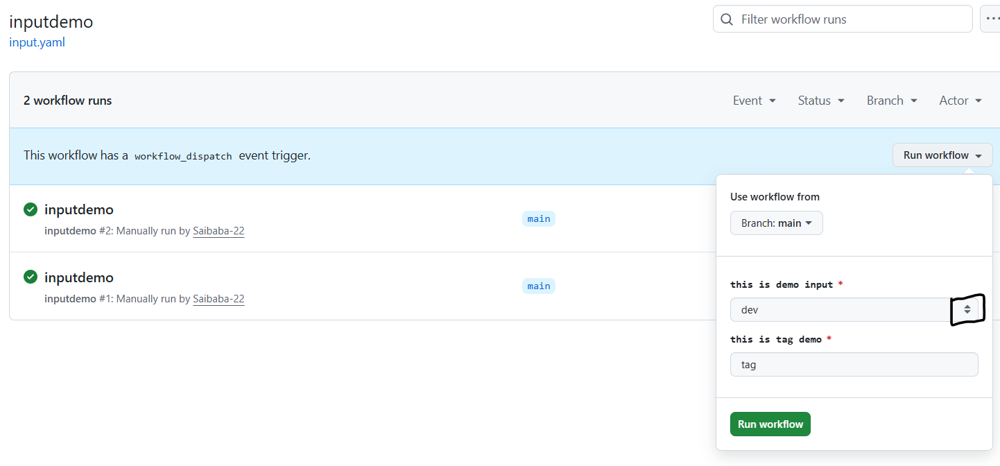 inputdemo
input.yaml
Filter workflow runs
2 workflow runs
Event
Status
Branch
Actor
This workflow has a workflow_dispatch event trigger.
Run workflow
inputdemo
inputdemo #2: Manually run by Saibaba-22
main
inputdemo
inputdemo #1: Manually run by Saibaba-22
main
Use workflow from
Branch: main
this is demo input *
dev
this is tag demo *
tag
Run workflow